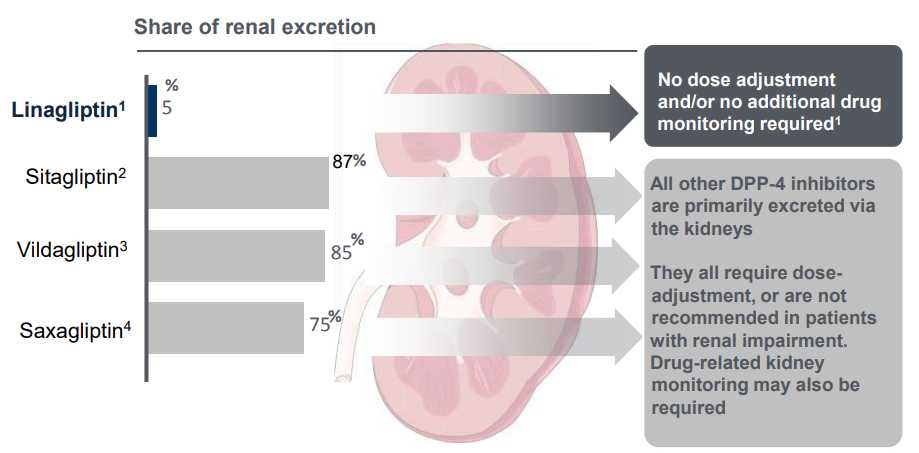 Share of renal excretion
%
Linagliptin1
5
No dose adjustment
and/or no additional drug
monitoring required1
Sitagliptin2
87%
Vildagliptin3
85%
Saxagliptin4
75%
All other DPP-4 inhibitors
are primarily excreted via
the kidneys
They all require dose-
adjustment, or are not
recommended in patients
with renal impairment.
Drug-related kidney
monitoring may also be
required